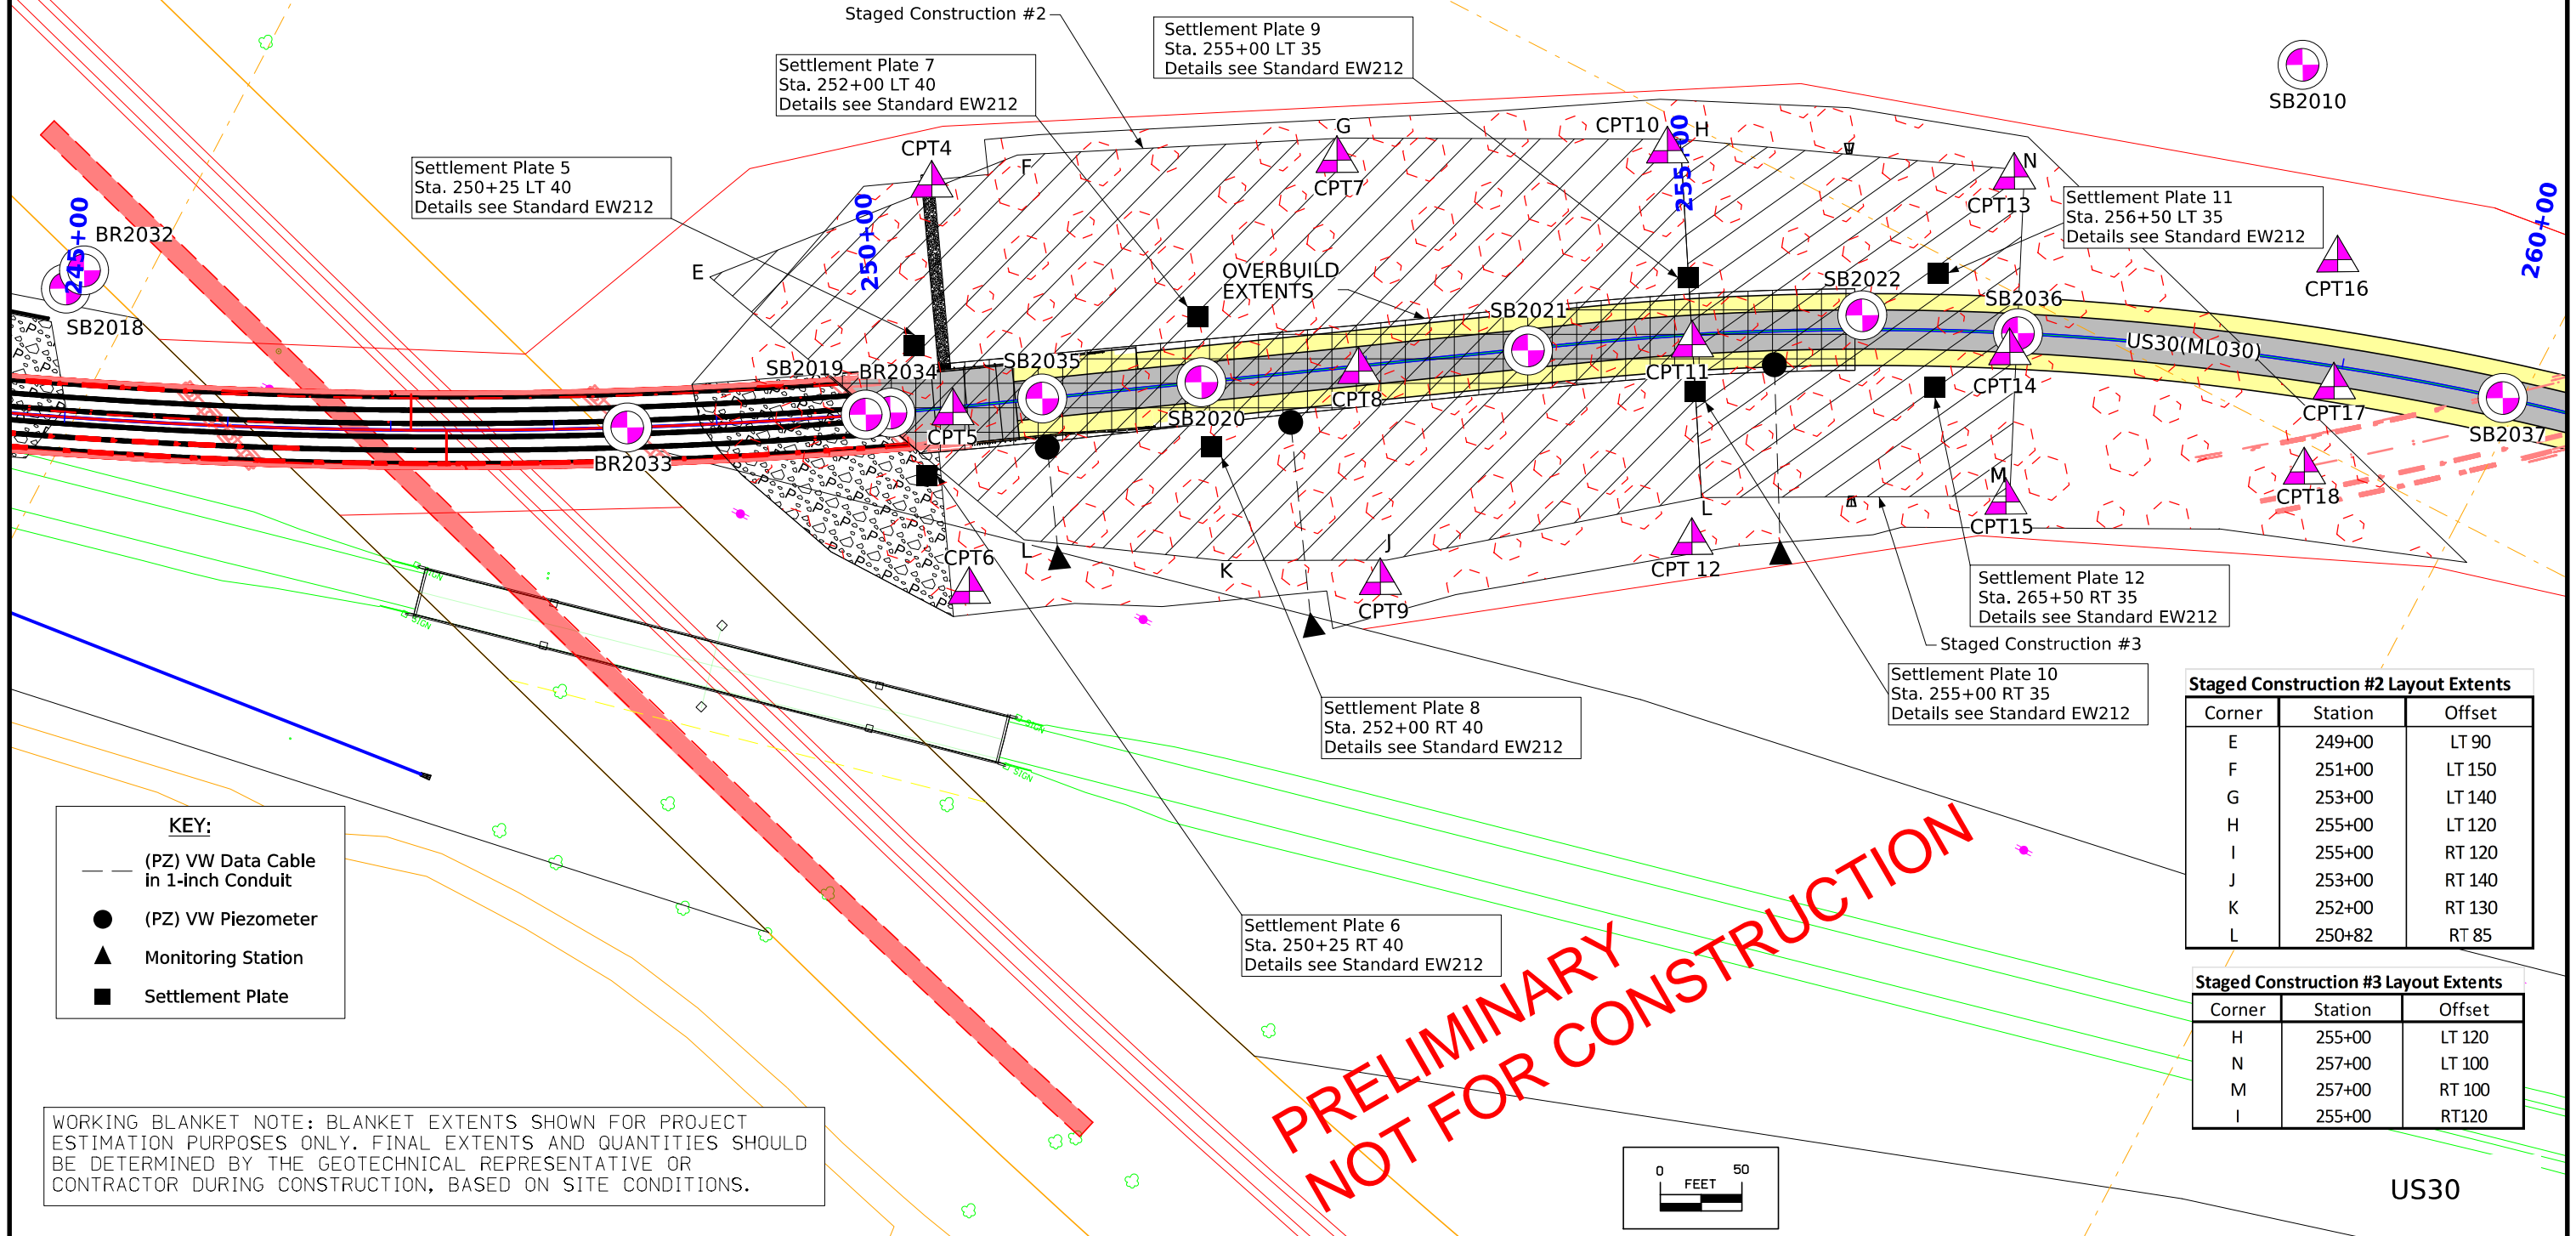 Staged Construction #2
Settlement Plate 9
Sta. 255+00 LT 35
Details see Standard EW212
Settlement Plate 7
Sta. 252+00 LT 40
Details see Standard EW212
SB2010
CPT10
H
255+00
G
CPT7
CPT4
F
N
CPT13
Settlement Plate 5
Sta. 250+25 LT 40
Details see Standard EW212
Settlement Plate 11
Sta. 256+50 LT 35
Details see Standard EW212
245+00
BR2032
SB2018
250+00
E
260+00
CPT16
OVERBUILD
EXTENTS
SB2022
SB2036
SB2021
US30(ML030)
SB2019
BR2034
SB2035
CPT11
CPT14
CPT8
CPT17
SB2020
CPT5
SB2037
BR2033
M
CPT18
L
CPT15
J
L
CPT6
K
CPT 12
CPT9
Settlement Plate 12
Sta. 265+50 RT 35
Details see Standard EW212
Staged Construction #3
Settlement Plate 10
Sta. 255+00 RT 35
Details see Standard EW212
Settlement Plate 8
Sta. 252+00 RT 40
Details see Standard EW212
SIGN
SIGN
SIGN
SIGN
Settlement Plate 6
Sta. 250+25 RT 40
Details see Standard EW212
Staged Construction #2 Layout Extents
Corner Station Offset
E 249+00 LT 90
F 251+00 LT 150
G 253+00 LT 140
H 255+00 LT 120
I 255+00 RT 120
J 253+00 RT 140
K 252+00 RT 130
L 250+82 RT 85
Staged Construction #3 Layout Extents
Corner Station Offset
H 255+00 LT 120
N 257+00 LT 100
M 257+00 RT 100
I 255+00 RT120
KEY:
(PZ) VW Data Cable
in 1-inch Conduit
(PZ) VW Piezometer
Monitoring Station
Settlement Plate
PRELIMINARY
NOT FOR CONSTRUCTION
WORKING BLANKET NOTE: BLANKET EXTENTS SHOWN FOR PROJECT
ESTIMATION PURPOSES ONLY. FINAL EXTENTS AND QUANTITIES SHOULD
BE DETERMINED BY THE GEOTECHNICAL REPRESENTATIVE OR
CONTRACTOR DURING CONSTRUCTION, BASED ON SITE CONDITIONS.
0 50
FEET
US30